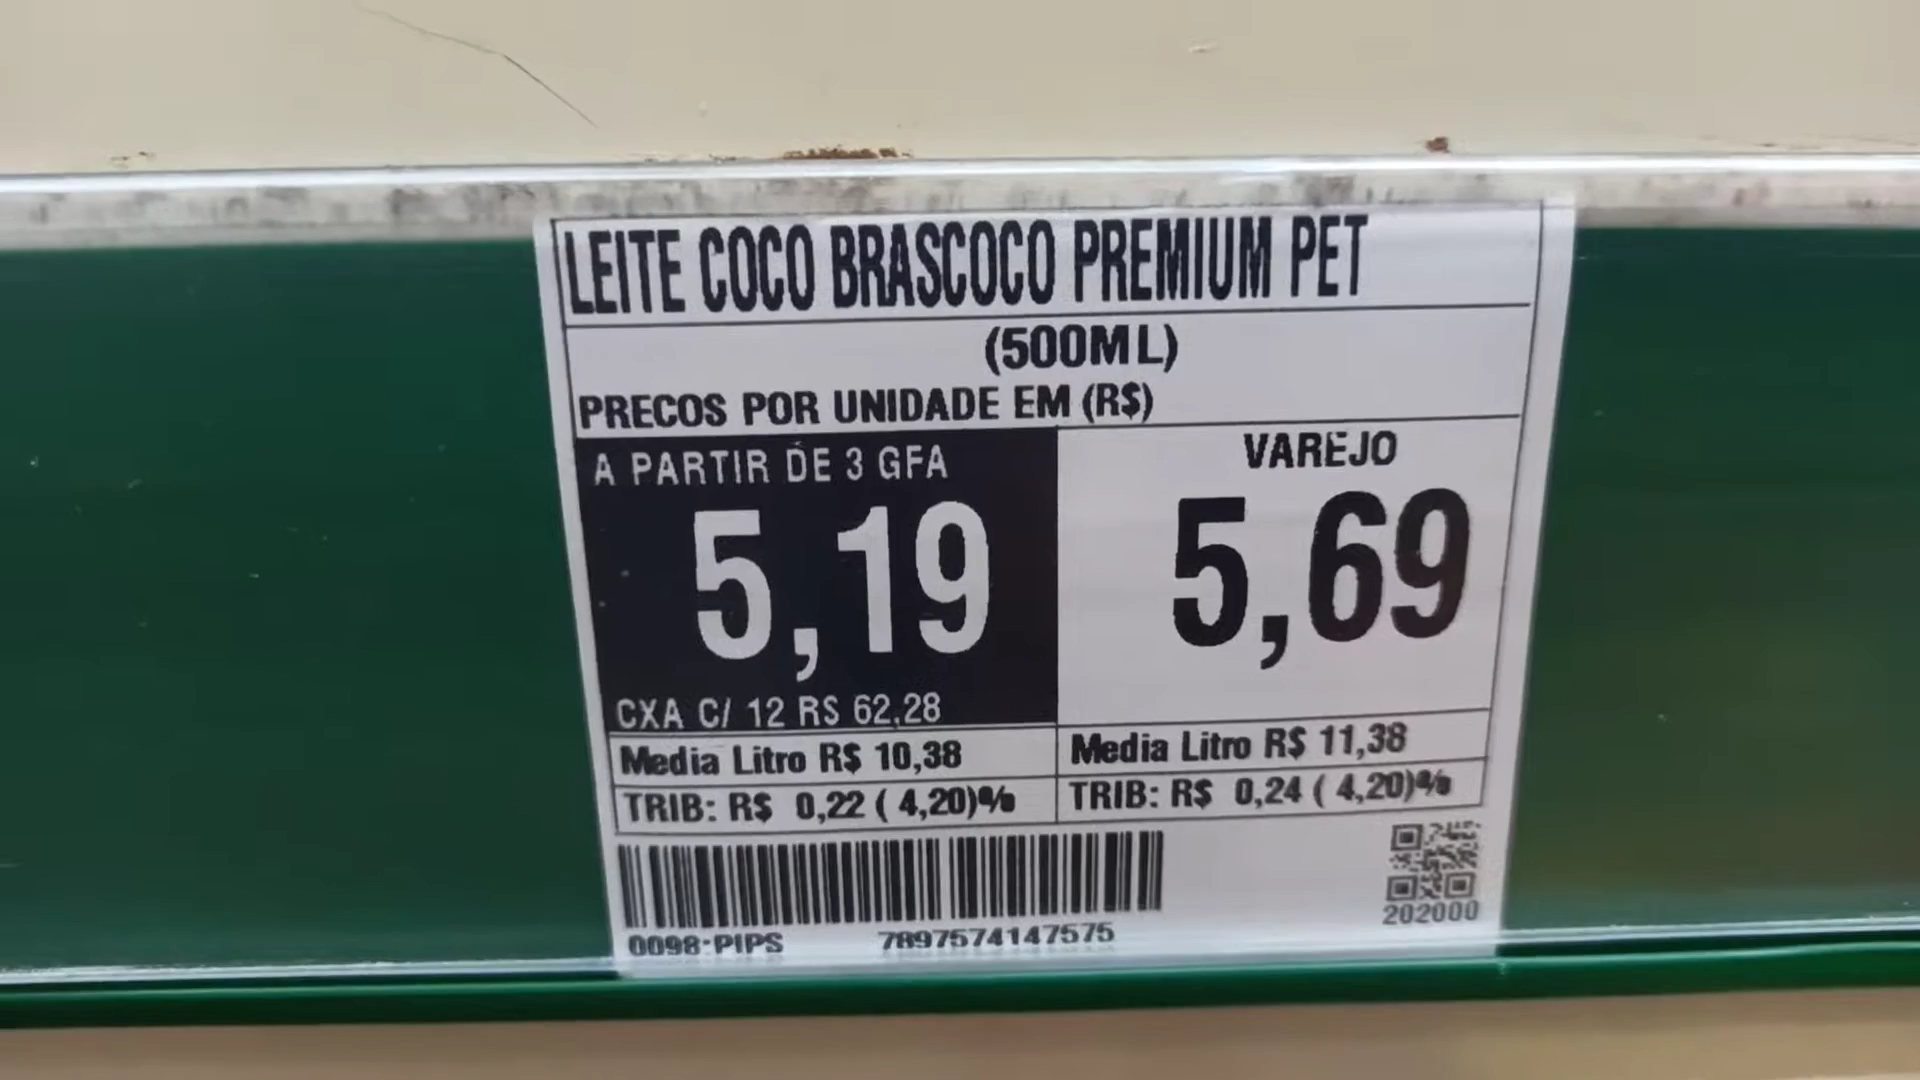 LEITE COCO BRASCOCO PREMIUM PET
(500ML)
PRECOS POR UNIDADE EM (R$)
A PARTIR DE 3 GFA
5,19
CXA C/ 12 RS 62,28
Media Litro R$ 10,38
TRIB: R$ 0,22 ( 4,20)%
VAREJO
5,69
Media Litro R$ 11,38
TRIB: R$ 0,24 ( 4,20)%
0098-PIPS 7897574147575
202000